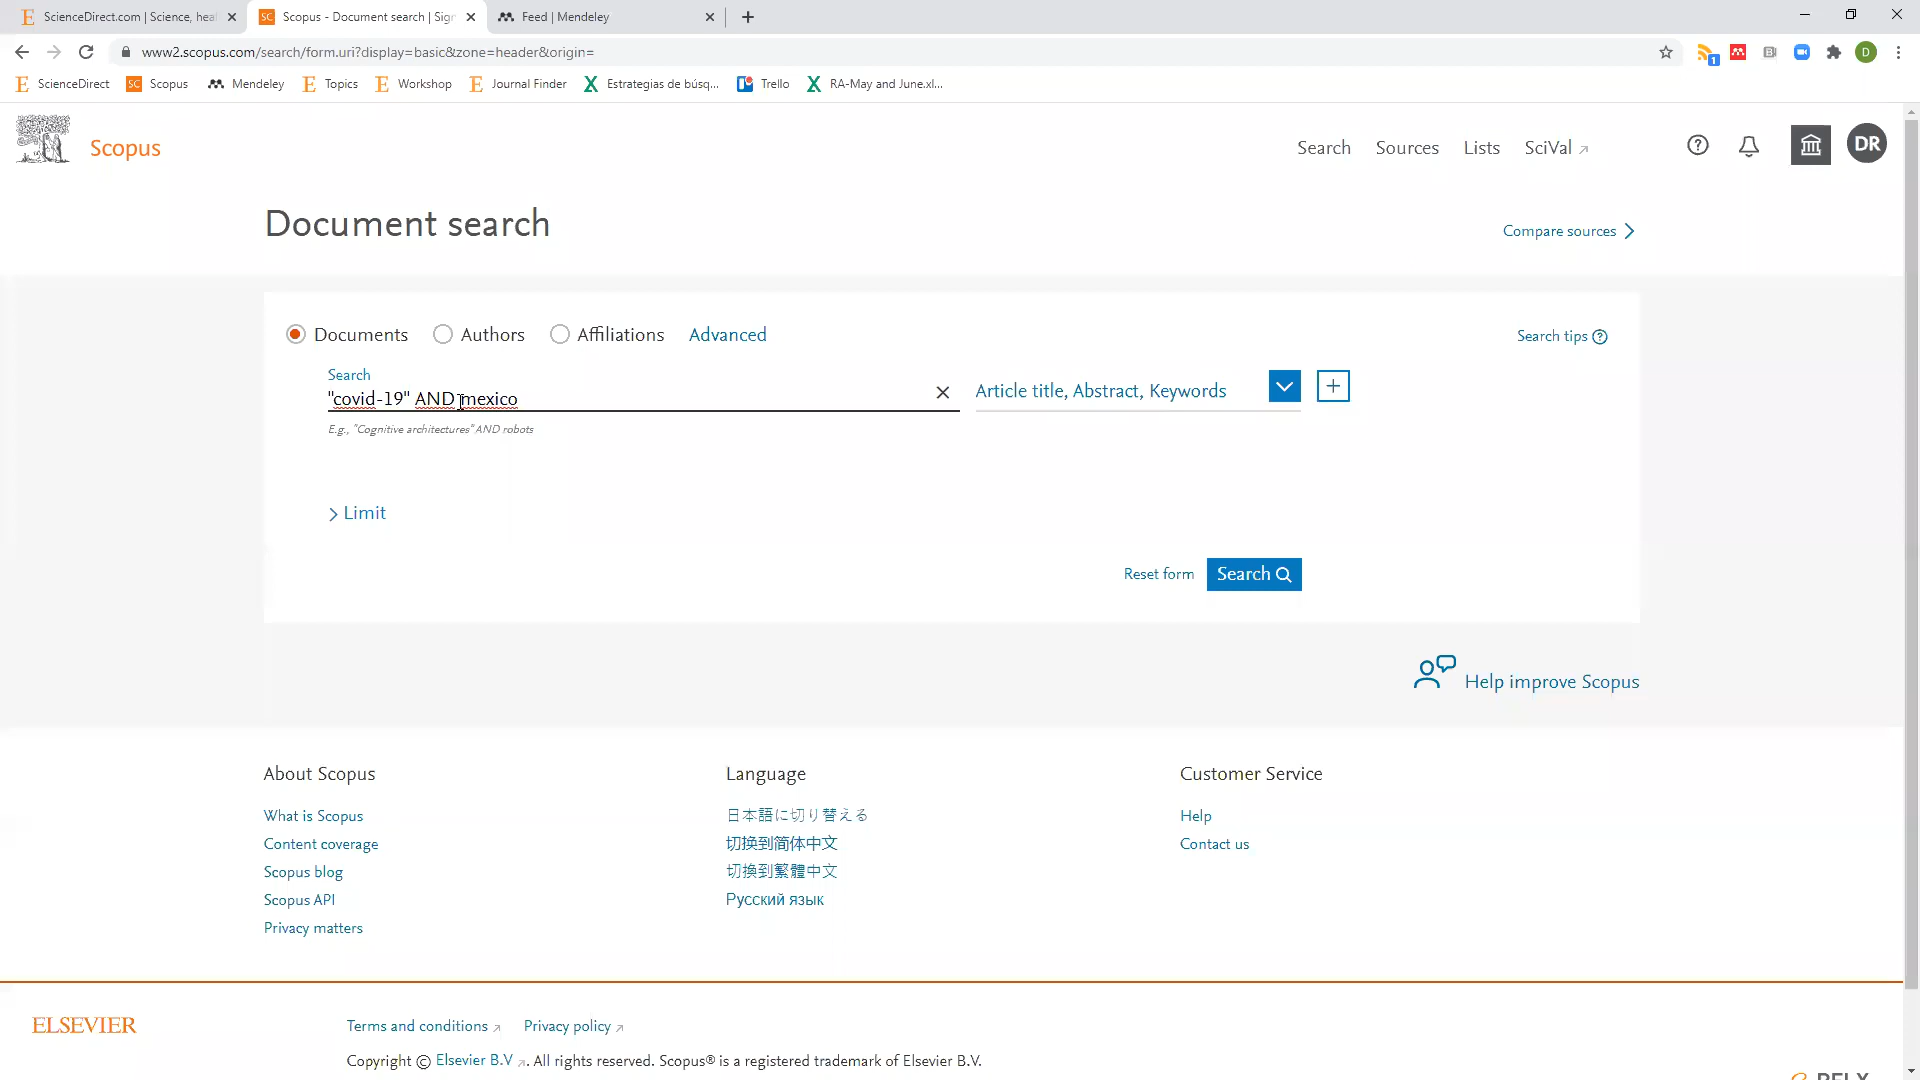 ScienceDirect.com | Science, heal
Scopus - Document search | Sign
Feed | Mendeley
www2.scopus.com/search/form.uri?display=basic&zone=header&origin=
1
D
ScienceDirect
Scopus
Mendeley
Topics
Workshop
Journal Finder
Estrategias de búsq...
Trello
RA-May and June.xl...
Scopus
Search
Sources
Lists
SciVal
DR
Document search
Compare sources
Documents
Authors
Affiliations
Advanced
Search tips
Search
"covid-19" AND mexico
Article title, Abstract, Keywords
E.g., "Cognitive architectures" AND robots
Limit
Reset form
Search
Help improve Scopus
About Scopus
What is Scopus
Content coverage
Scopus blog
Scopus API
Privacy matters
Language
日本語に切り替える
切换到简体中文
切換到繁體中文
Русский язык
Customer Service
Help
Contact us
ELSEVIER
Terms and conditions
Privacy policy
Copyright © Elsevier B.V. All rights reserved. Scopus® is a registered trademark of Elsevier B.V.
RELX